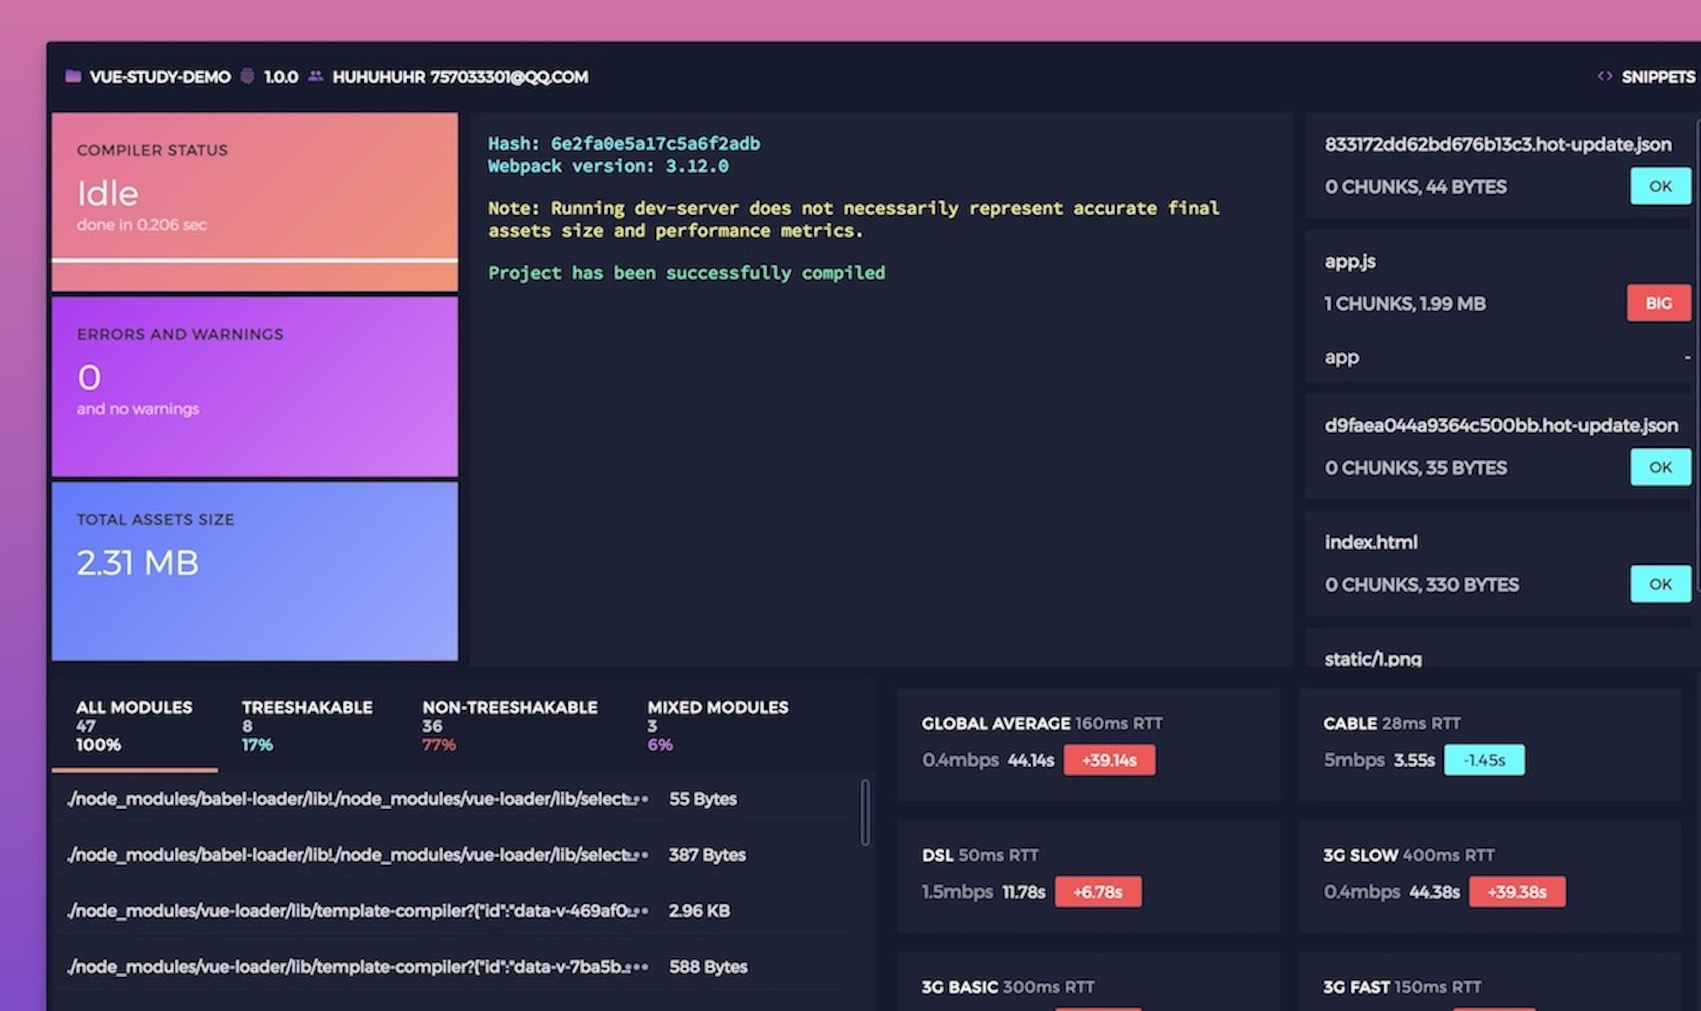 VUE-STUDY-DEMO 1.0.0 HUHUHUHR 757033301@QQ.COM
<> SNIPPETS
COMPILER STATUS
Idle
done in 0.206 sec
ERRORS AND WARNINGS
0
and no warnings
TOTAL ASSETS SIZE
2.31 MB
Hash: 6e2fa0e5a17c5a6f2adb
Webpack version: 3.12.0
Note: Running dev-server does not necessarily represent accurate final
assets size and performance metrics.
Project has been successfully compiled
833172dd62bd676b13c3.hot-update.json
0 CHUNKS, 44 BYTES OK
app.js
1 CHUNKS, 1.99 MB BIG
app -
d9faea044a9364c500bb.hot-update.json
0 CHUNKS, 35 BYTES OK
index.html
0 CHUNKS, 330 BYTES OK
static/1.png
ALL MODULES
47
100%
TREESHAKABLE
8
17%
NON-TREESHAKABLE
36
77%
MIXED MODULES
3
6%
./node_modules/babel-loader/lib!./node_modules/vue-loader/lib/select... 55 Bytes
./node_modules/babel-loader/lib!./node_modules/vue-loader/lib/select... 387 Bytes
./node_modules/vue-loader/lib/template-compiler?{"id":"data-v-469af0... 2.96 KB
./node_modules/vue-loader/lib/template-compiler?{"id":"data-v-7ba5b... 588 Bytes
GLOBAL AVERAGE 160ms RTT
0.4mbps 44.14s +39.14s
CABLE 28ms RTT
5mbps 3.55s -1.45s
DSL 50ms RTT
1.5mbps 11.78s +6.78s
3G SLOW 400ms RTT
0.4mbps 44.38s +39.38s
3G BASIC 300ms RTT
3G FAST 150ms RTT